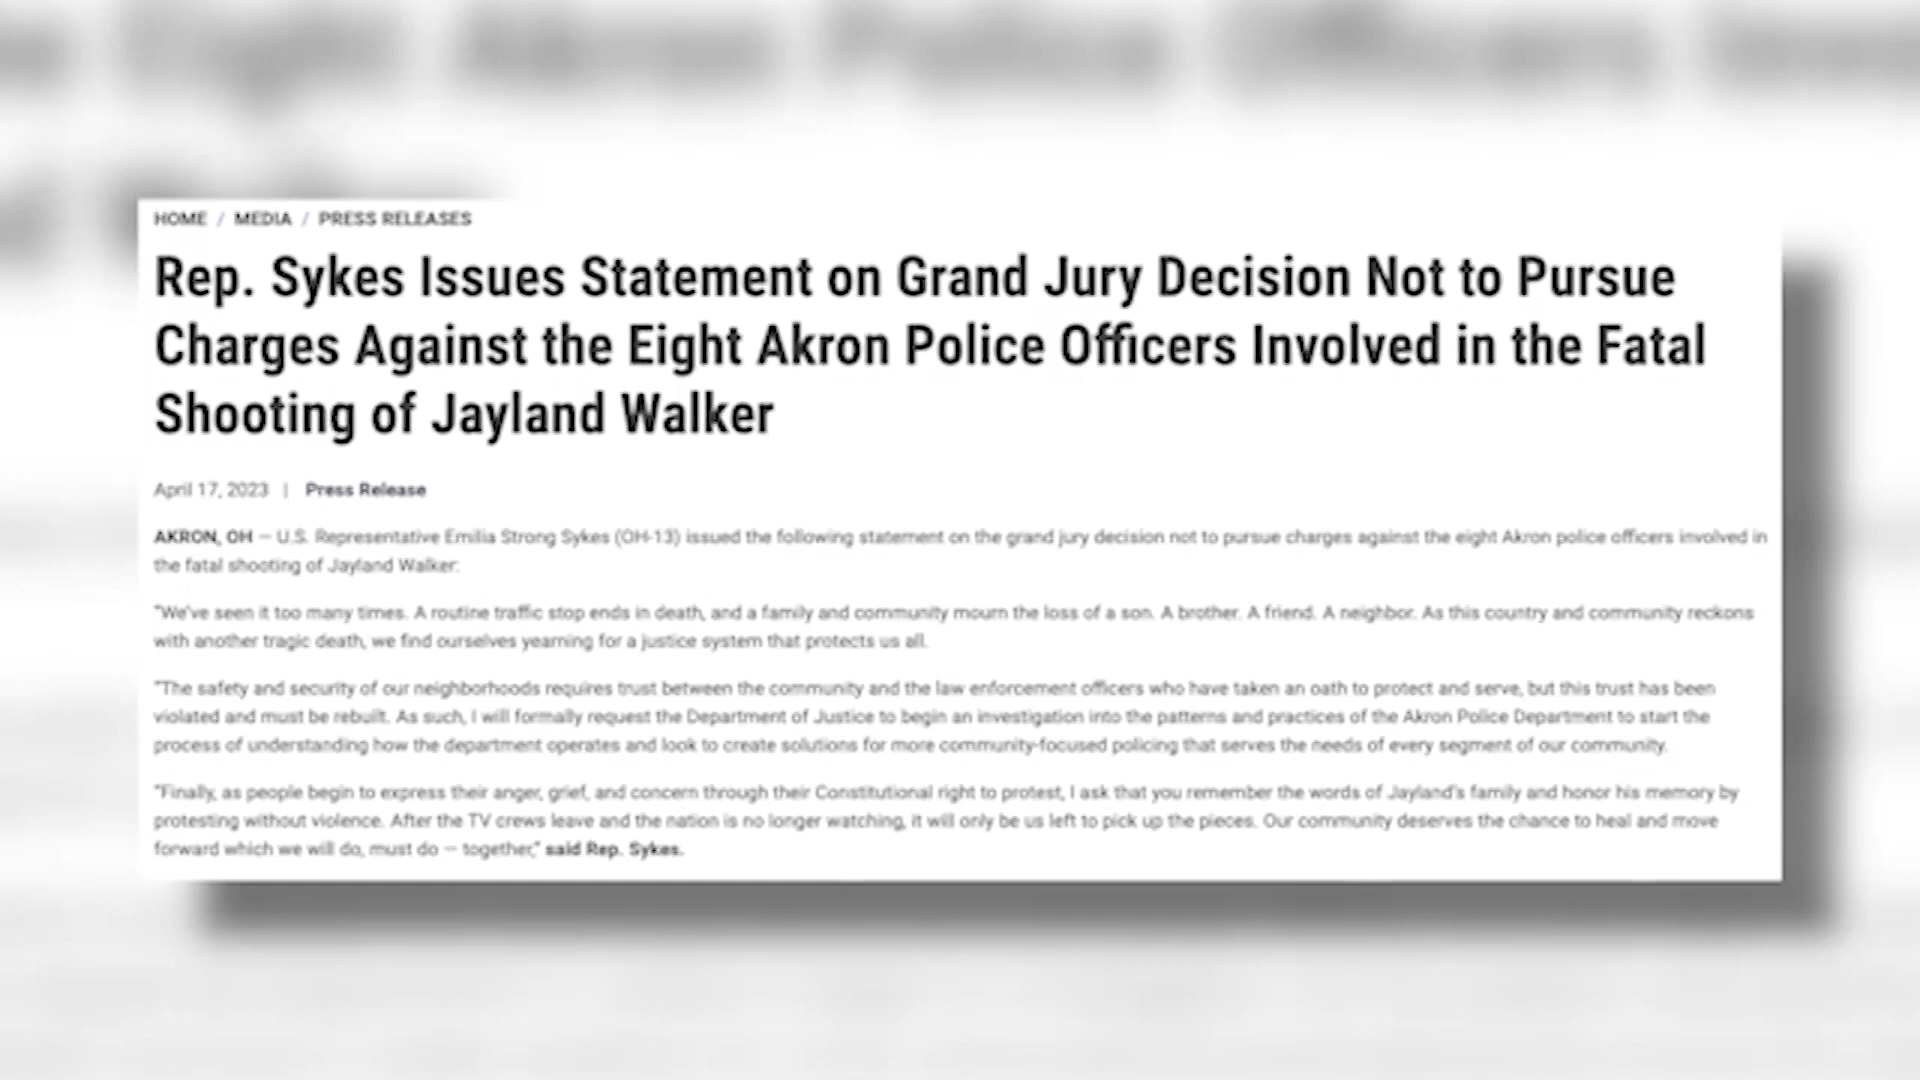 HOME / MEDIA / PRESS RELEASES
Rep. Sykes Issues Statement on Grand Jury Decision Not to Pursue
Charges Against the Eight Akron Police Officers Involved in the Fatal
Shooting of Jayland Walker
April 17, 2023 | Press Release
AKRON, OH – U.S. Representative Emilia Strong Sykes (OH-13) issued the following statement on the grand jury decision not to pursue charges against the eight Akron police officers involved in
the fatal shooting of Jayland Walker:
"We've seen it too many times. A routine traffic stop ends in death, and a family and community mourn the loss of a son. A brother. A friend. A neighbor. As this country and community reckons
with another tragic death, we find ourselves yearning for a justice system that protects us all.
"The safety and security of our neighborhoods requires trust between the community and the law enforcement officers who have taken an oath to protect and serve, but this trust has been
violated and must be rebuilt. As such, I will formally request the Department of Justice to begin an investigation into the patterns and practices of the Akron Police Department to start the
process of understanding how the department operates and look to create solutions for more community-focused policing that serves the needs of every segment of our community.
"Finally, as people begin to express their anger, grief, and concern through their Constitutional right to protest, I ask that you remember the words of Jayland's family and honor his memory by
protesting without violence. After the TV crews leave and the nation is no longer watching, it will only be us left to pick up the pieces. Our community deserves the chance to heal and move
forward which we will do, must do – together," said Rep. Sykes.